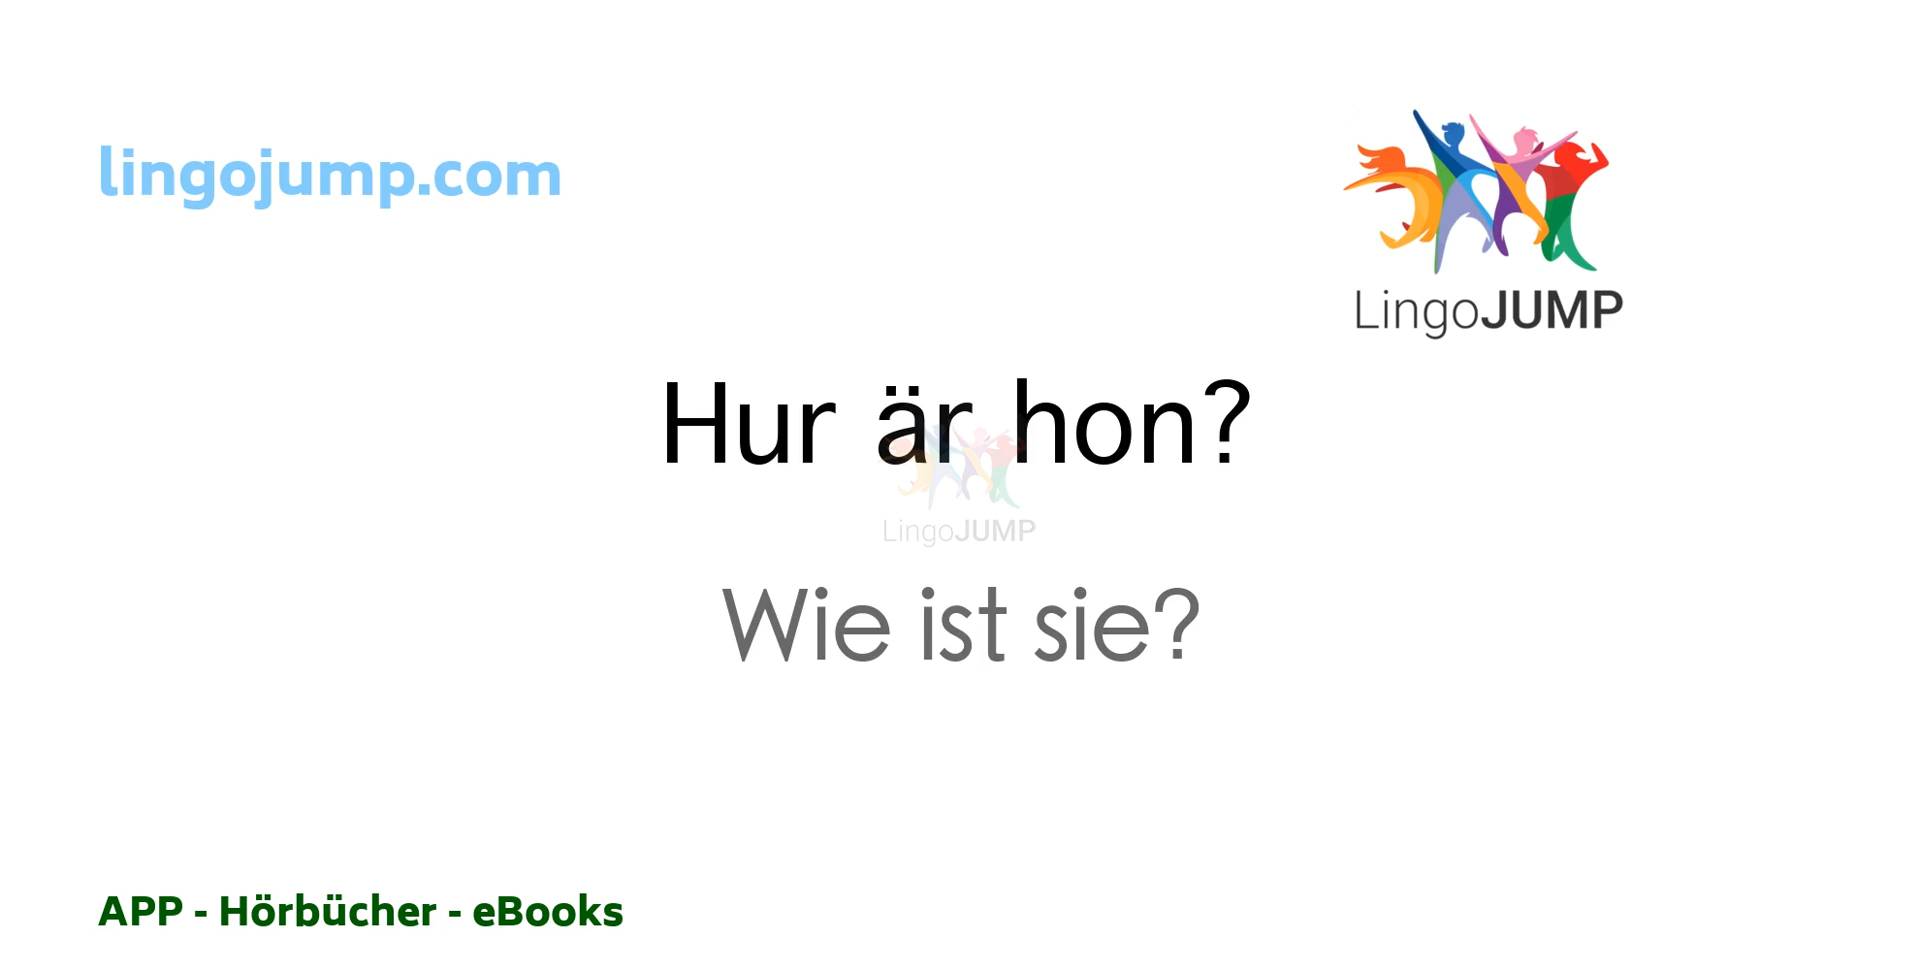 lingojump.com
LingoJUMP
Hur är hon?
LingoJUMP
Wie ist sie?
APP - Hörbücher - eBooks